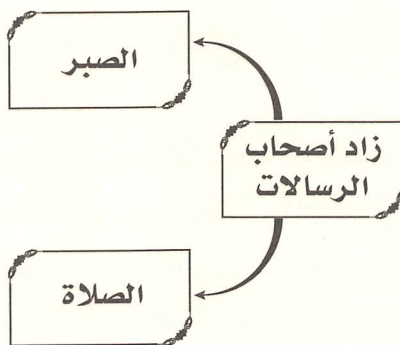 زاد أصحاب
الرسالات
الصبر
الصلاة